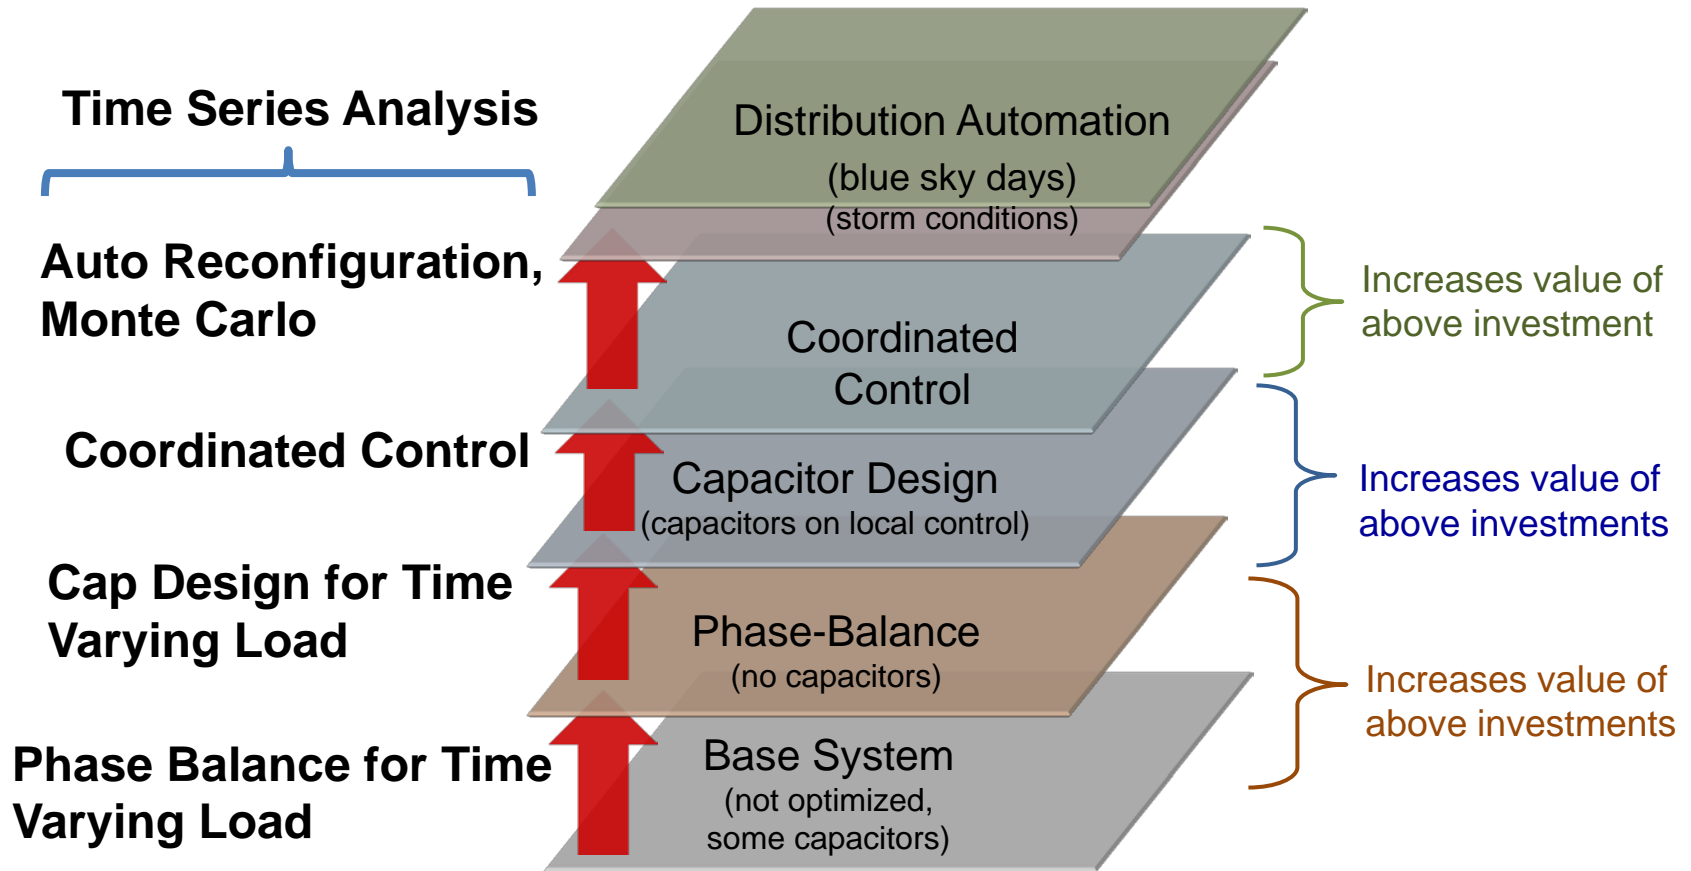 Time Series Analysis
Auto Reconfiguration,
Monte Carlo
Coordinated Control
Cap Design for Time
Varying Load
Phase Balance for Time
Varying Load
Distribution Automation
(blue sky days)
(storm conditions)
Coordinated
Control
Capacitor Design
(capacitors on local control)
Phase-Balance
(no capacitors)
Base System
(not optimized,
some capacitors)
Increases value of
above investment
Increases value of
above investments
Increases value of
above investments